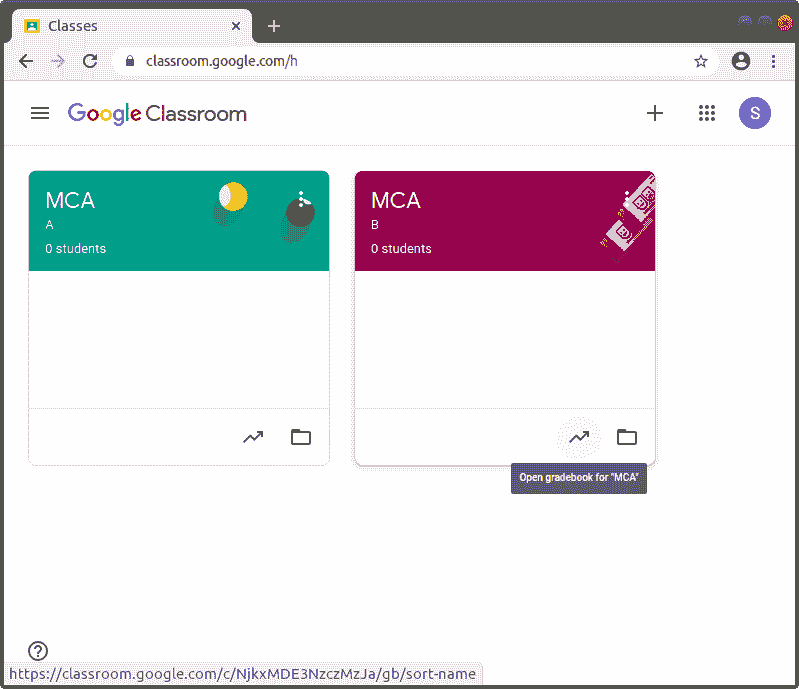 Classes
classroom.google.com/h
Google Classroom
S
MCA
A
0 students
MCA
B
0 students
Open gradebook for "MCA"
https://classroom.google.com/c/NjkxMDE3NzczMzJa/gb/sort-name